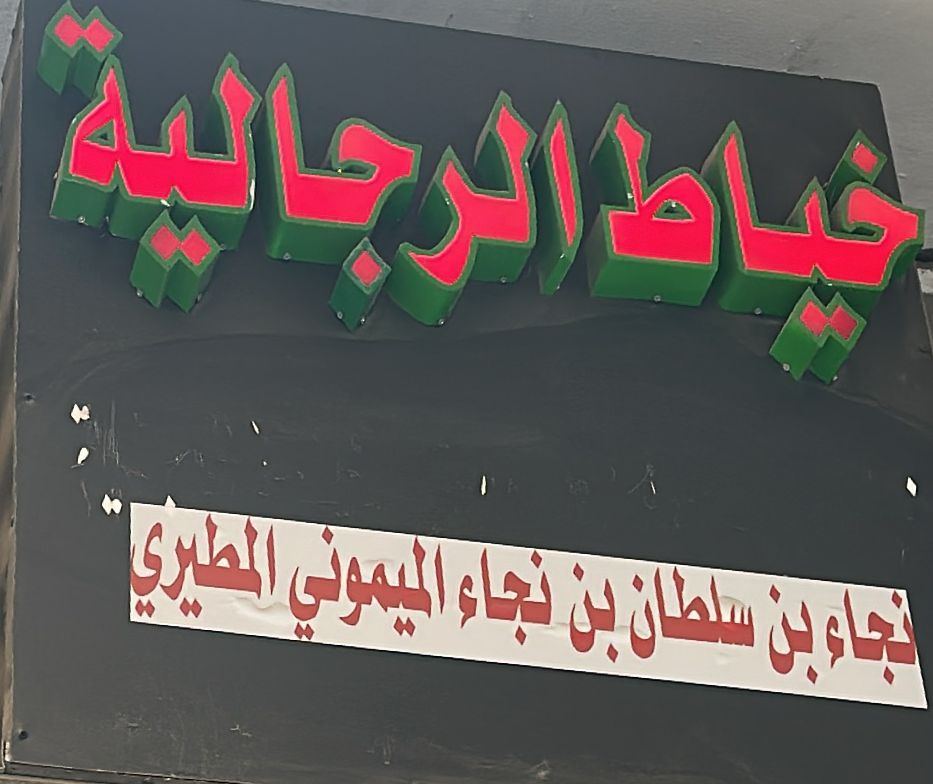 خياط الرجالية
نجاء بن سلطان بن نجاء الميموني المطيري